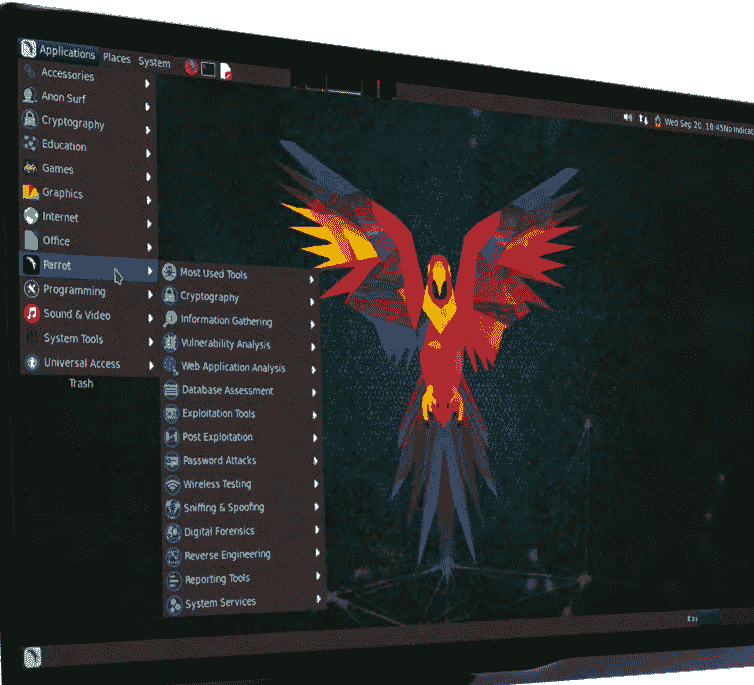 Applications Places System
Wed Sep 20, 18:45 No Indicat
Accessories
Anon Surf
Cryptography
Education
Games
Graphics
Internet
Office
Parrot
Programming
Sound & Video
System Tools
Universal Access
Trash
Most Used Tools
Cryptography
Information Gathering
Vulnerability Analysis
Web Application Analysis
Database Assessment
Exploitation Tools
Post Exploitation
Password Attacks
Wireless Testing
Sniffing & Spoofing
Digital Forensics
Reverse Engineering
Reporting Tools
System Services